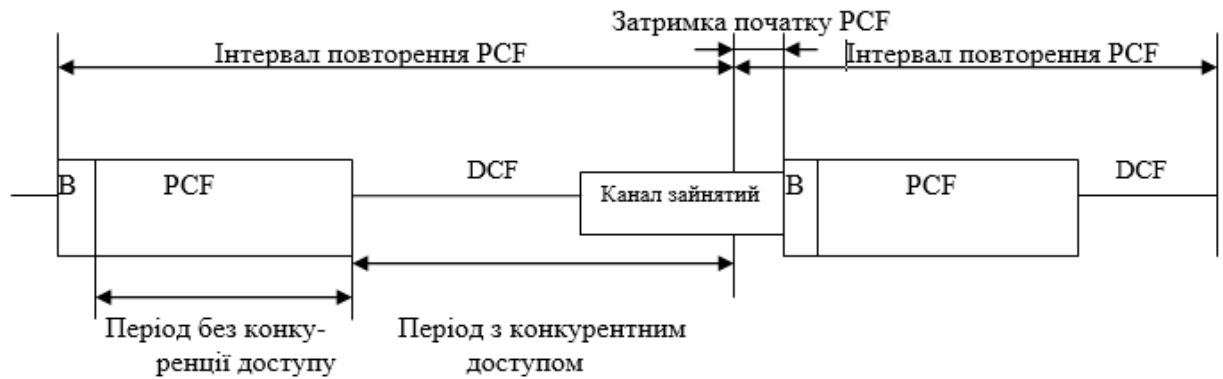 Затримка початку PCF
Інтервал повторення PCF
Інтервал повторення PCF
B
PCF
DCF
Канал зайнятий
B
PCF
DCF
Період без конку-
ренції доступу
Період з конкурентним
доступом